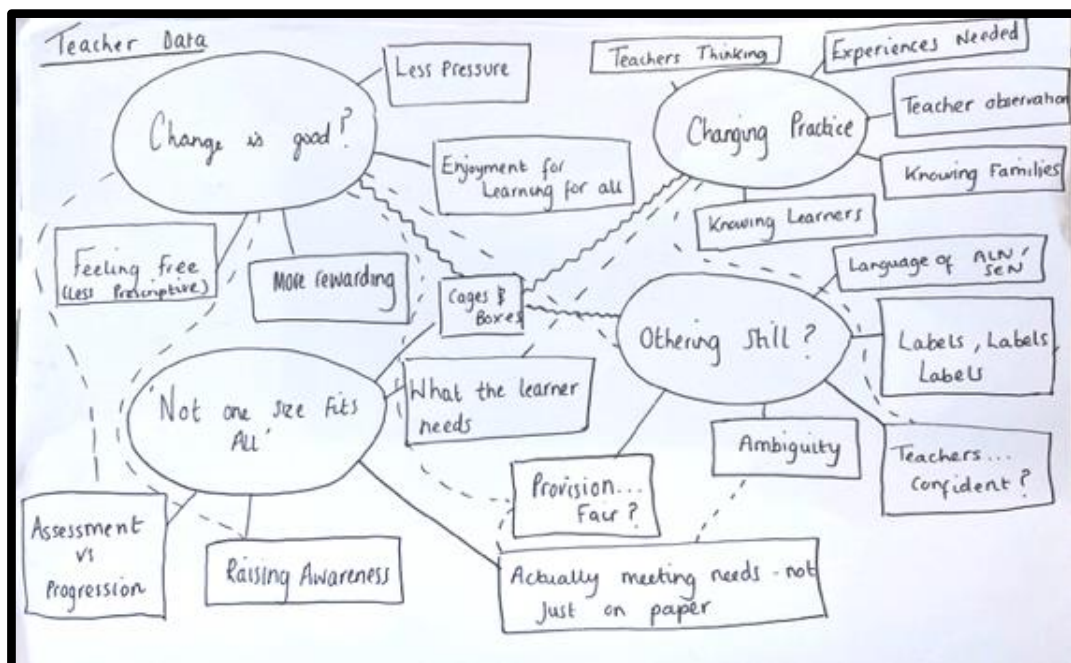 Teacher Data
Change is good?
Less Pressure
Enjoyment for
Learning for all
Feeling Free
(Less Prescriptive)
More rewarding
Teachers Thinking
Experiences Needed
Changing Practice
Teacher observation
Knowing Families
Knowing Learners
Cages &
Boxes
Othering Still?
Language of ALN/
SEN
Labels, Labels,
Labels
Teachers...
Confident?
Ambiguity
Provision...
Fair?
'Not one size fits
All'
What the learner
needs
Assessment
vs
Progression
Raising Awareness
Actually meeting needs - not
Just on paper